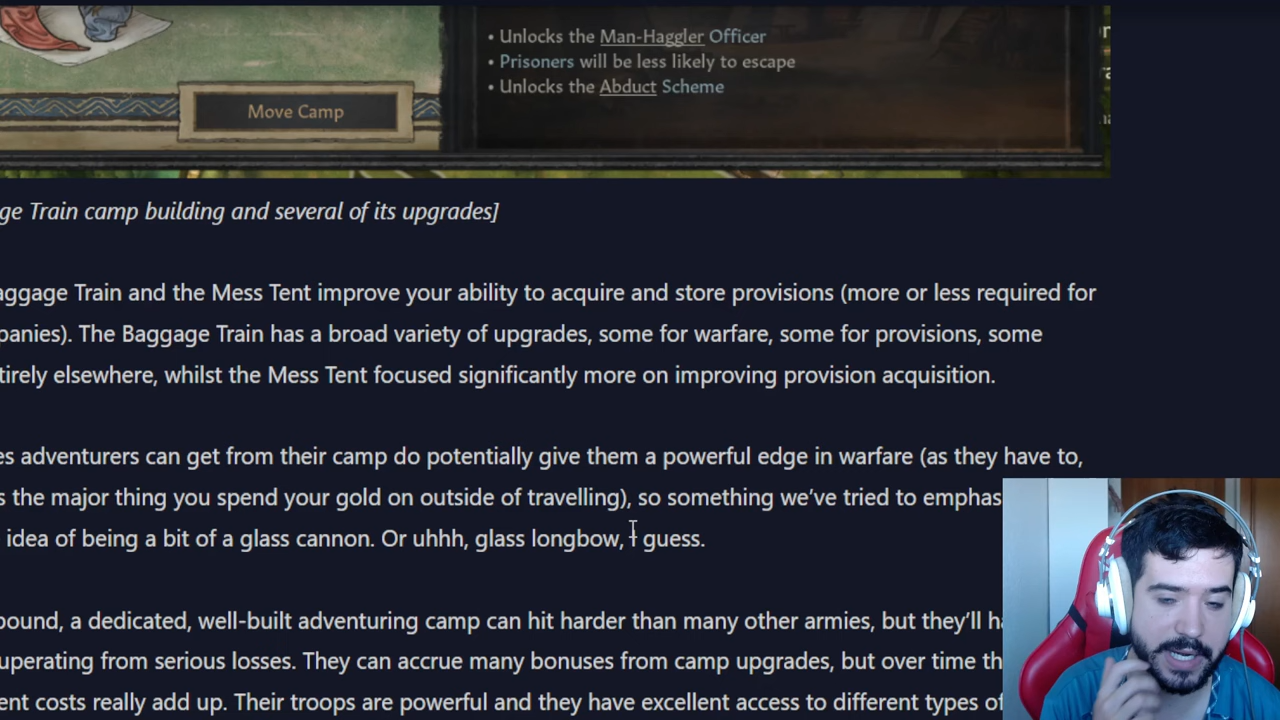 • Unlocks the Man-Haggler Officer
• Prisoners will be less likely to escape
• Unlocks the Abduct Scheme
Move Camp
ge Train camp building and several of its upgrades]
aggage Train and the Mess Tent improve your ability to acquire and store provisions (more or less required for
panies). The Baggage Train has a broad variety of upgrades, some for warfare, some for provisions, some
tirely elsewhere, whilst the Mess Tent focused significantly more on improving provision acquisition.
es adventurers can get from their camp do potentially give them a powerful edge in warfare (as they have to,
s the major thing you spend your gold on outside of travelling), so something we’ve tried to emphas
idea of being a bit of a glass cannon. Or uhhh, glass longbow, I guess.
bound, a dedicated, well-built adventuring camp can hit harder than many other armies, but they’ll ha
uperating from serious losses. They can accrue many bonuses from camp upgrades, but over time th
ent costs really add up. Their troops are powerful and they have excellent access to different types of